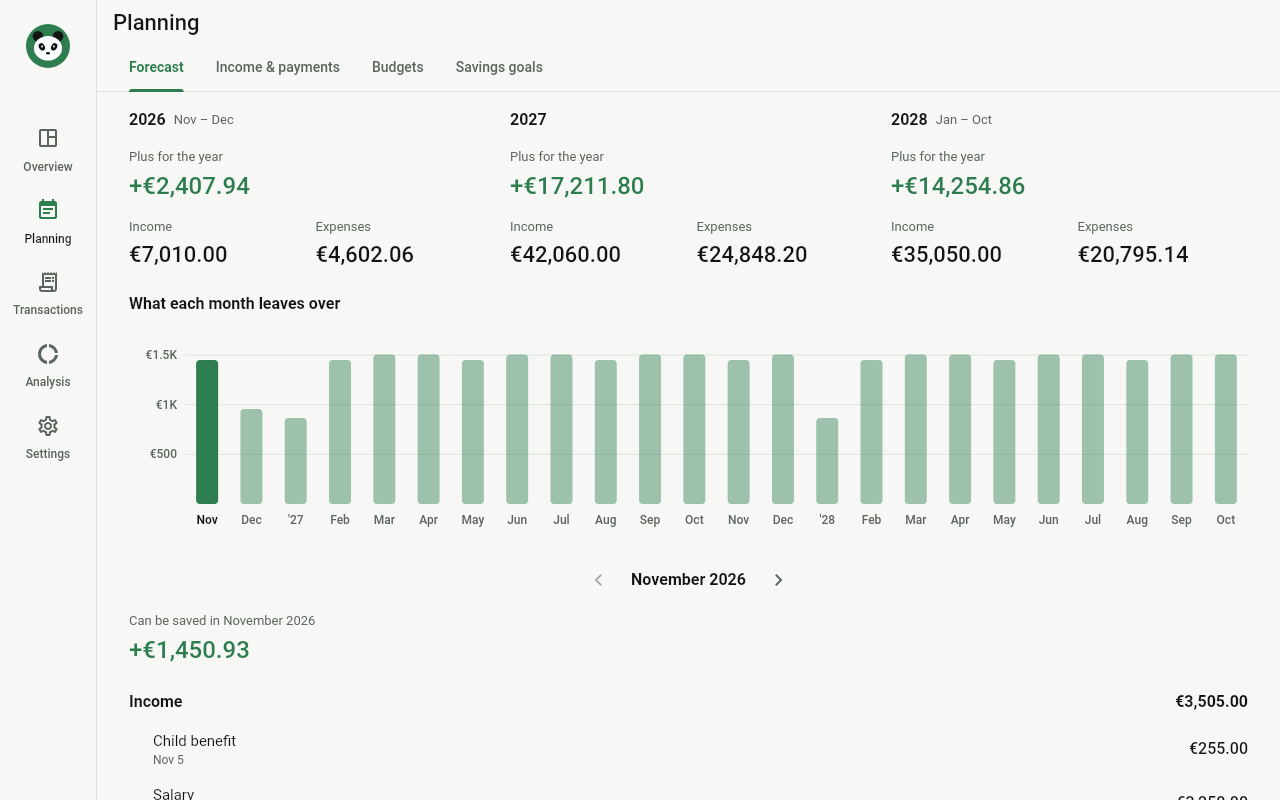 Planning
Forecast
Income & payments
Budgets
Savings goals
Overview
Planning
Transactions
Analysis
Settings
2026 Nov – Dec
Plus for the year
+€2,407.94
Income
€7,010.00
Expenses
€4,602.06
2027
Plus for the year
+€17,211.80
Income
€42,060.00
Expenses
€24,848.20
2028 Jan – Oct
Plus for the year
+€14,254.86
Income
€35,050.00
Expenses
€20,795.14
What each month leaves over
€1.5K
€1K
€500
Nov Dec '27 Feb Mar Apr May Jun Jul Aug Sep Oct Nov Dec '28 Feb Mar Apr May Jun Jul Aug Sep Oct
November 2026
Can be saved in November 2026
+€1,450.93
Income €3,505.00
Child benefit
Nov 5
€255.00
Salary